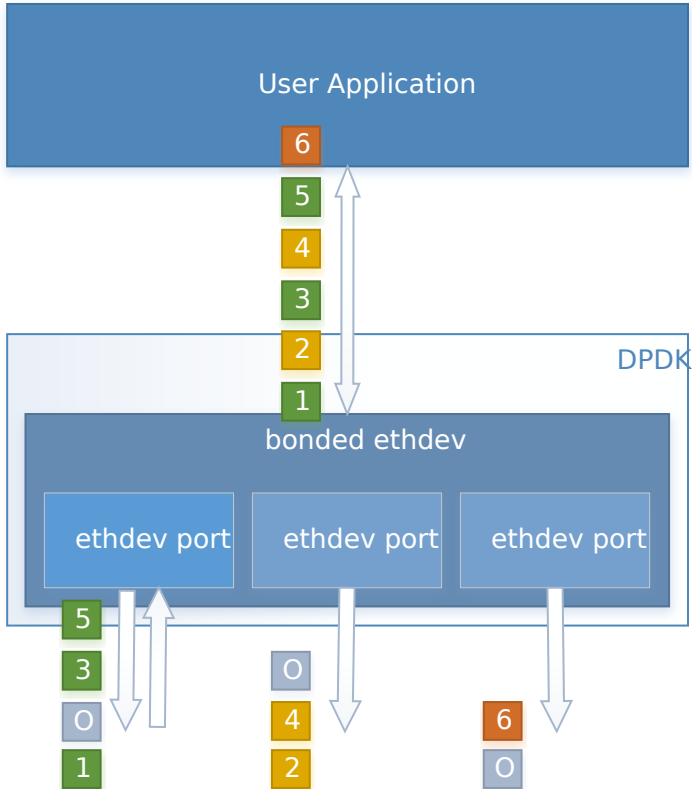 User Application
6
5
4
3
2
DPDK
1
bonded ethdev
ethdev port
ethdev port
ethdev port
5
3
O
O
4
6
1
2
O